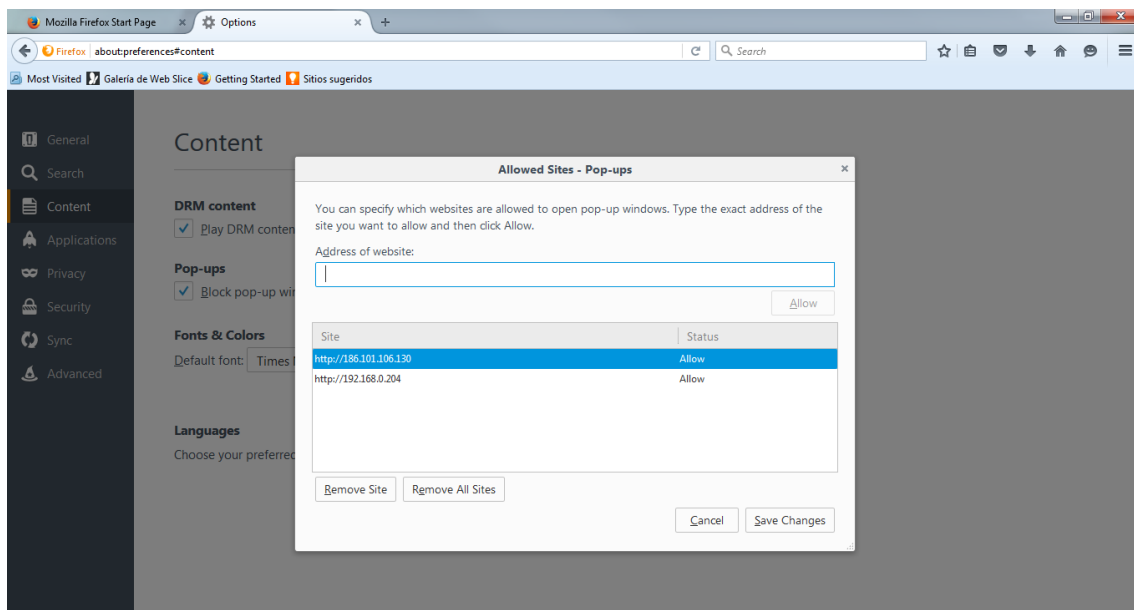 Mozilla Firefox Start Page
Options
Firefox about:preferences#content
Search
Most Visited Galería de Web Slice Getting Started Sitios sugeridos
General
Search
Content
Applications
Privacy
Security
Sync
Advanced
Content
DRM content
Play DRM conten
Pop-ups
Block pop-up wi
Fonts & Colors
Default font: Times
Languages
Choose your preferred
Allowed Sites - Pop-ups
You can specify which websites are allowed to open pop-up windows. Type the exact address of the
site you want to allow and then click Allow.
Address of website:
Allow
Site Status
http://186.101.106.130 Allow
http://192.168.0.204 Allow
Remove Site Remove All Sites
Cancel Save Changes